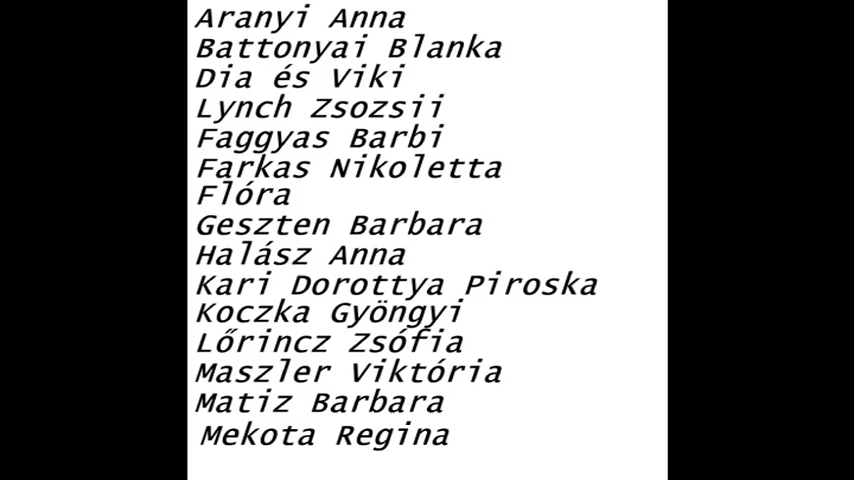 Aranyi Anna
Battonyai Blanka
Dia és Viki
Lynch Zsozsii
Faggyas Barbi
Farkas Nikoletta
Flóra
Geszten Barbara
Halász Anna
Kari Dorottya Piroska
Koczka Gyöngyi
Lőrincz Zsófia
Maszler Viktória
Matiz Barbara
Mekota Regina